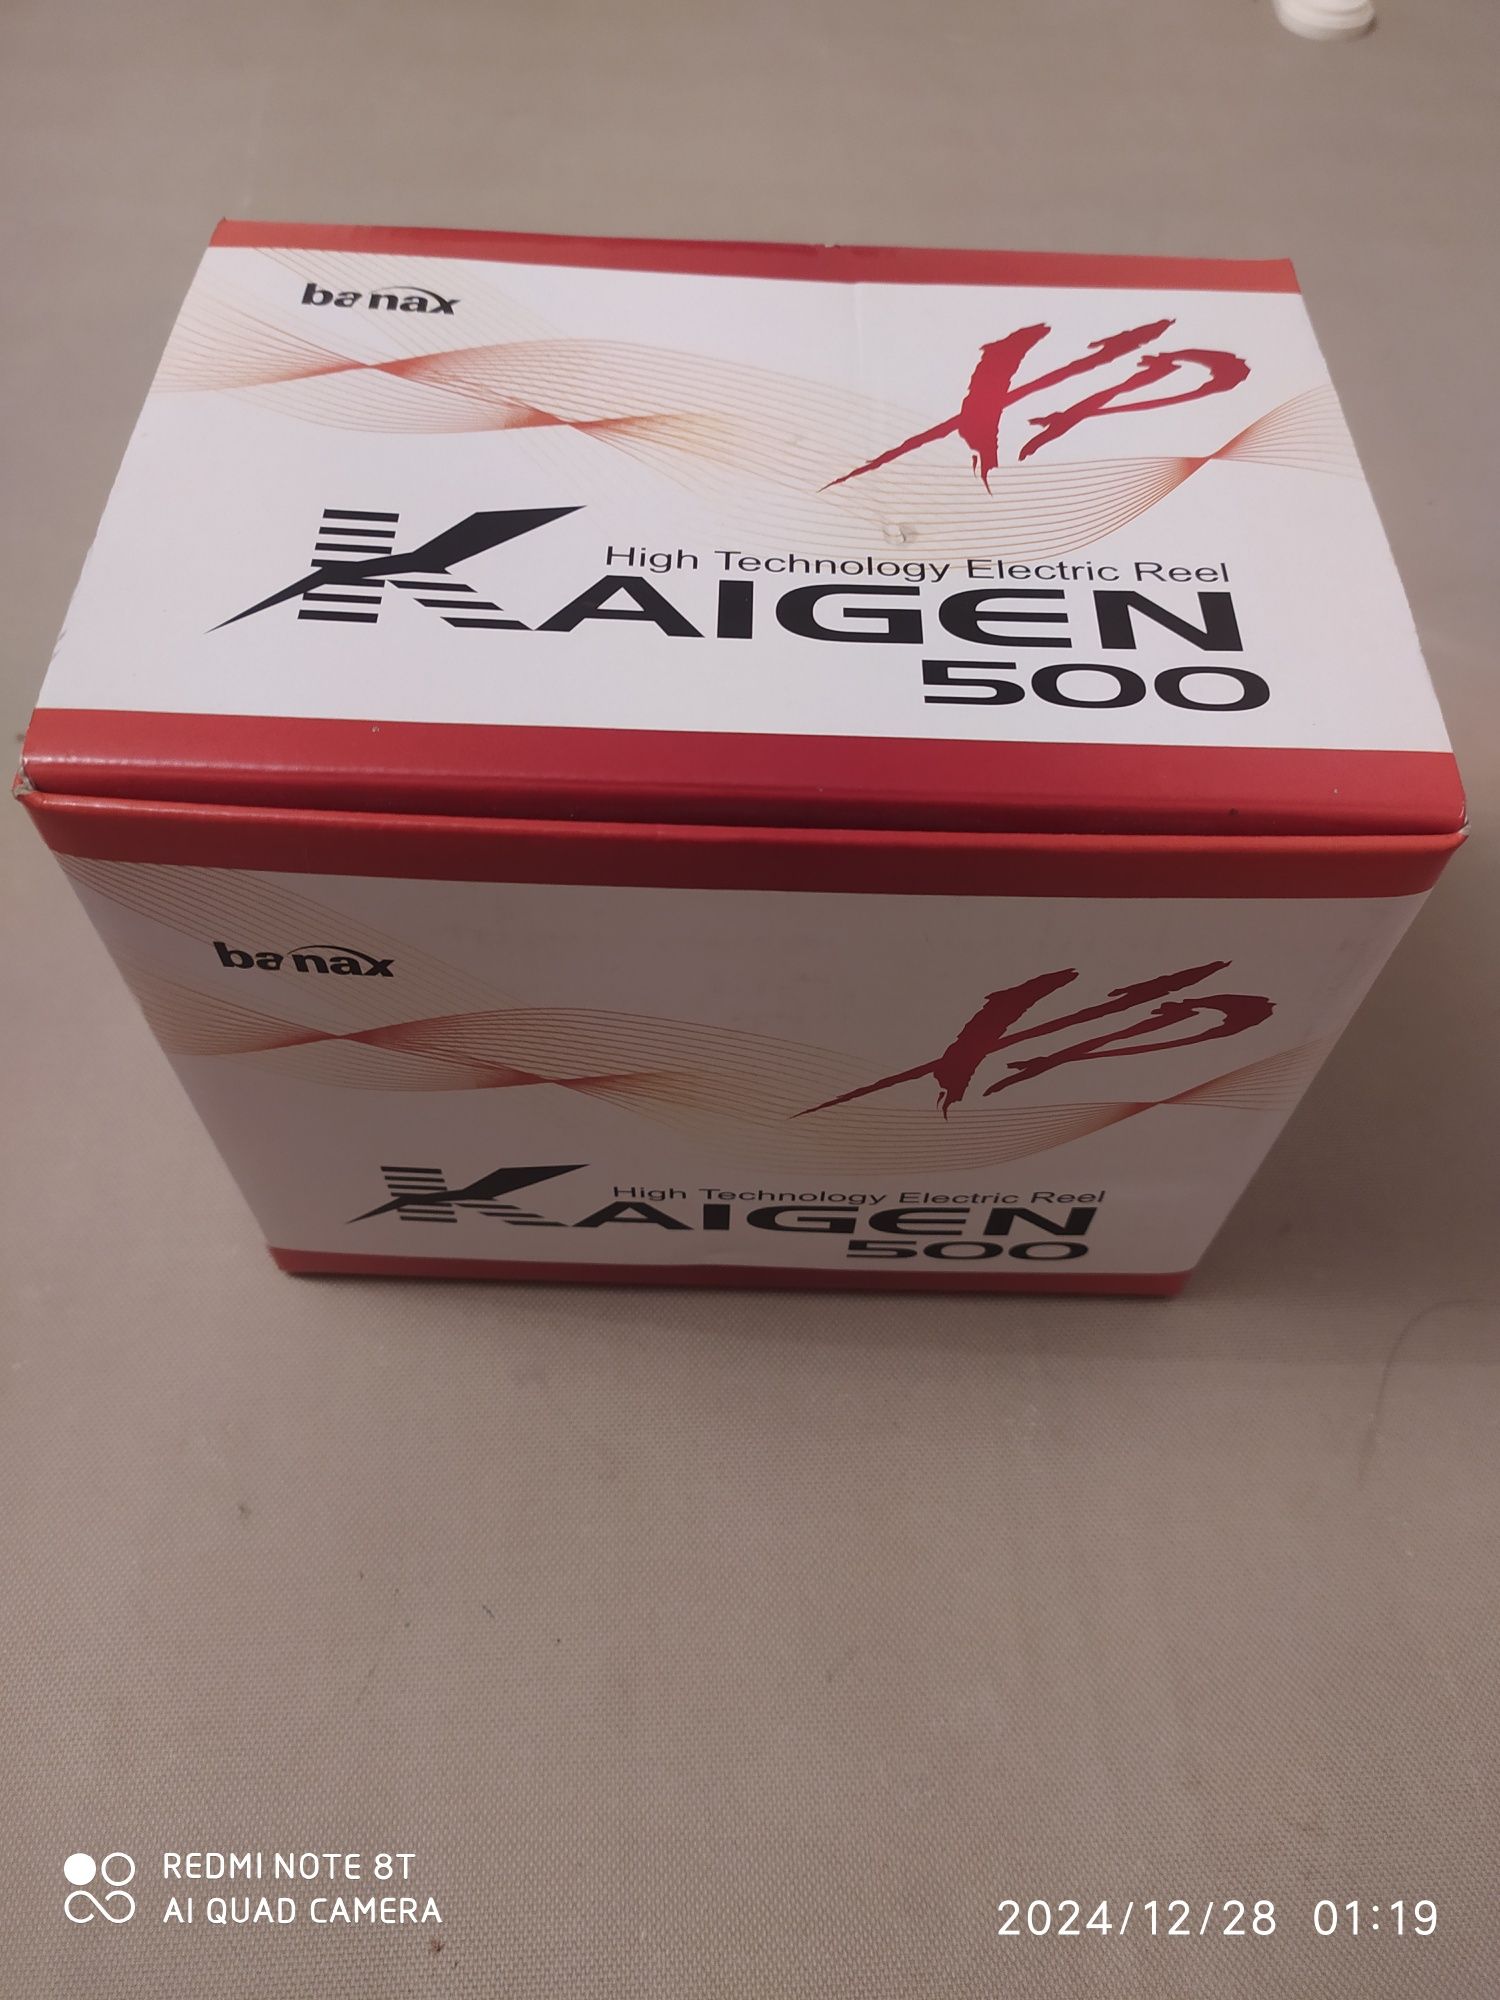 banax
XP
High Technology Electric Reel
KAIGEN
500
banax
XP
High Technology Electric Reel
KAIGEN
500
REDMI NOTE 8T
AI QUAD CAMERA
2024/12/28 01:19